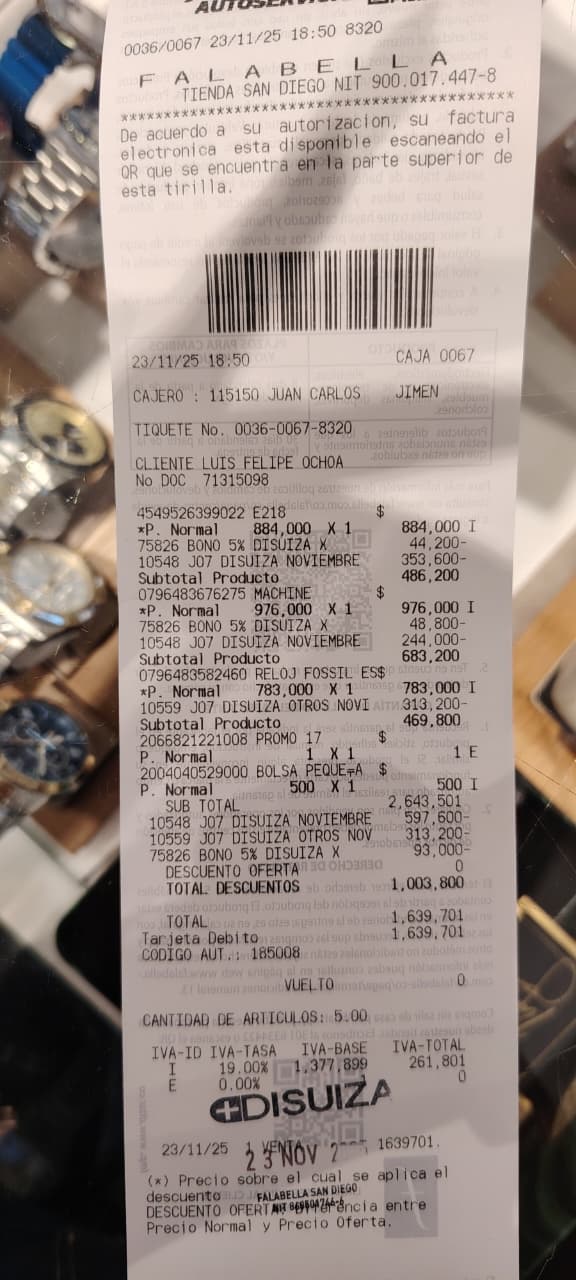 AUTOSERVICIO
0036/0067 23/11/25 18:50 8320
F A L A B E L L A
TIENDA SAN DIEGO NIT 900.017.447-8
****************************************
De acuerdo a su autorizacion, su factura
electronica esta disponible escaneando el
QR que se encuentra en la parte superior de
esta tirilla.
23/11/25 18:50 CAJA 0067
CAJERO : 115150 JUAN CARLOS JIMEN
TIQUETE No. 0036-0067-8320
CLIENTE LUIS FELIPE OCHOA
No DOC 71315098
4549526399022 E218 $
*P. Normal 884,000 X 1 884,000 I
75826 BONO 5% DISUIZA X 44,200-
10548 J07 DISUIZA NOVIEMBRE 353,600-
Subtotal Producto 486,200
0796483676275 MACHINE $
*P. Normal 976,000 X 1 976,000 I
75826 BONO 5% DISUIZA X 48,800-
10548 J07 DISUIZA NOVIEMBRE 244,000-
Subtotal Producto 683,200
0796483582460 RELOJ FOSSIL ES$
*P. Normal 783,000 X 1 783,000 I
10559 J07 DISUIZA OTROS NOVI 313,200-
Subtotal Producto 469,800
2066821221008 PROMO 17 $
P. Normal 1 X 1 1 E
2004040529000 BOLSA PEQUE¬A $
P. Normal 500 X 1 500 I
SUB TOTAL 2,643,501
10548 J07 DISUIZA NOVIEMBRE 597,600-
10559 J07 DISUIZA OTROS NOV 313,200-
75826 BONO 5% DISUIZA X 93,000-
DESCUENTO OFERTA 0
TOTAL DESCUENTOS 1,003,800
TOTAL 1,639,701
Tarjeta Debito 1,639,701
CODIGO AUT.: 185008
VUELTO 0
CANTIDAD DE ARTICULOS: 5.00
IVA-ID IVA-TASA IVA-BASE IVA-TOTAL
I 19.00% 1,377,899 261,801
E 0.00% 0
DISUIZA
23/11/25 1 VENTA 1639701.
23 NOV 2
(*) Precio sobre el cual se aplica el
descuento
FALABELLA SAN DIEGO
DESCUENTO OFERTA: Diferencia entre
NIT
Precio Normal y Precio Oferta.